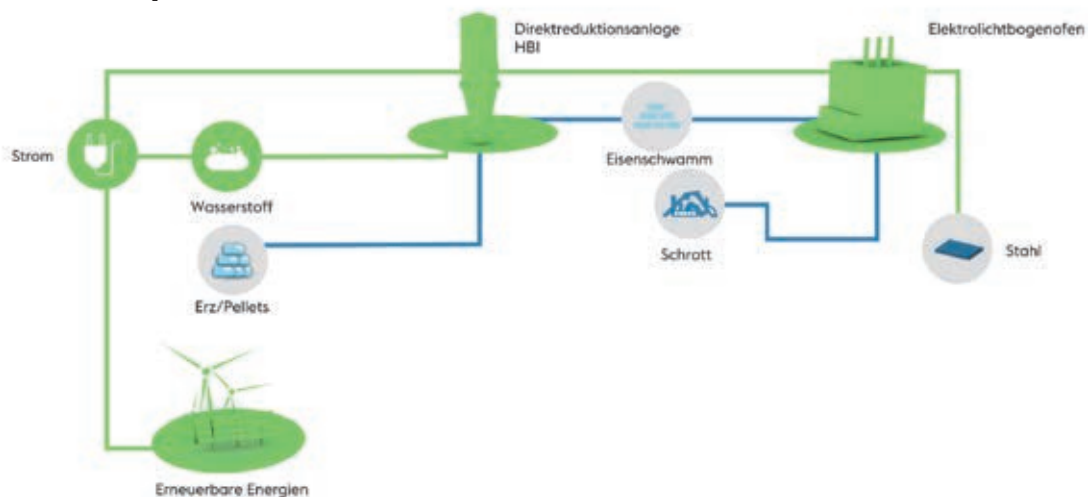 Direktreduktionsanlage
HBI
Elektrolichtbogenofen
Strom
Wasserstoff
Eisenschwamm
Erz/Pellets
Schrott
Stahl
Erneuerbare Energien